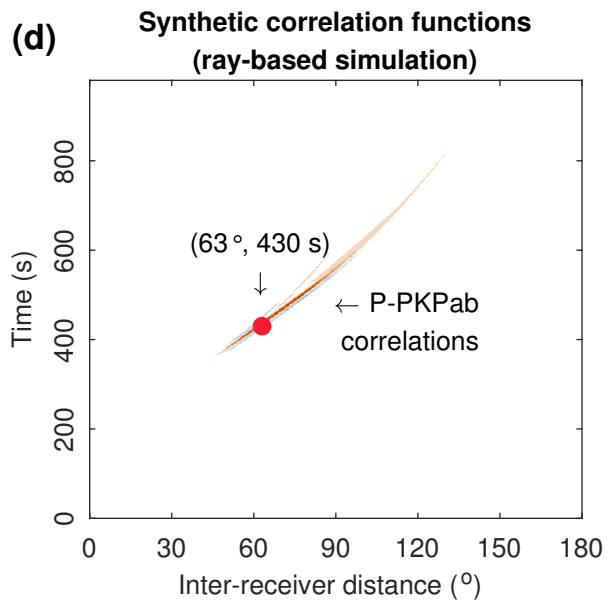 (d)
Synthetic correlation functions
(ray-based simulation)
800
600
400
200
0
Time (s)
(63°, 430 s)
↓
← P-PKPab
correlations
0 30 60 90 120 150 180
Inter-receiver distance (°)